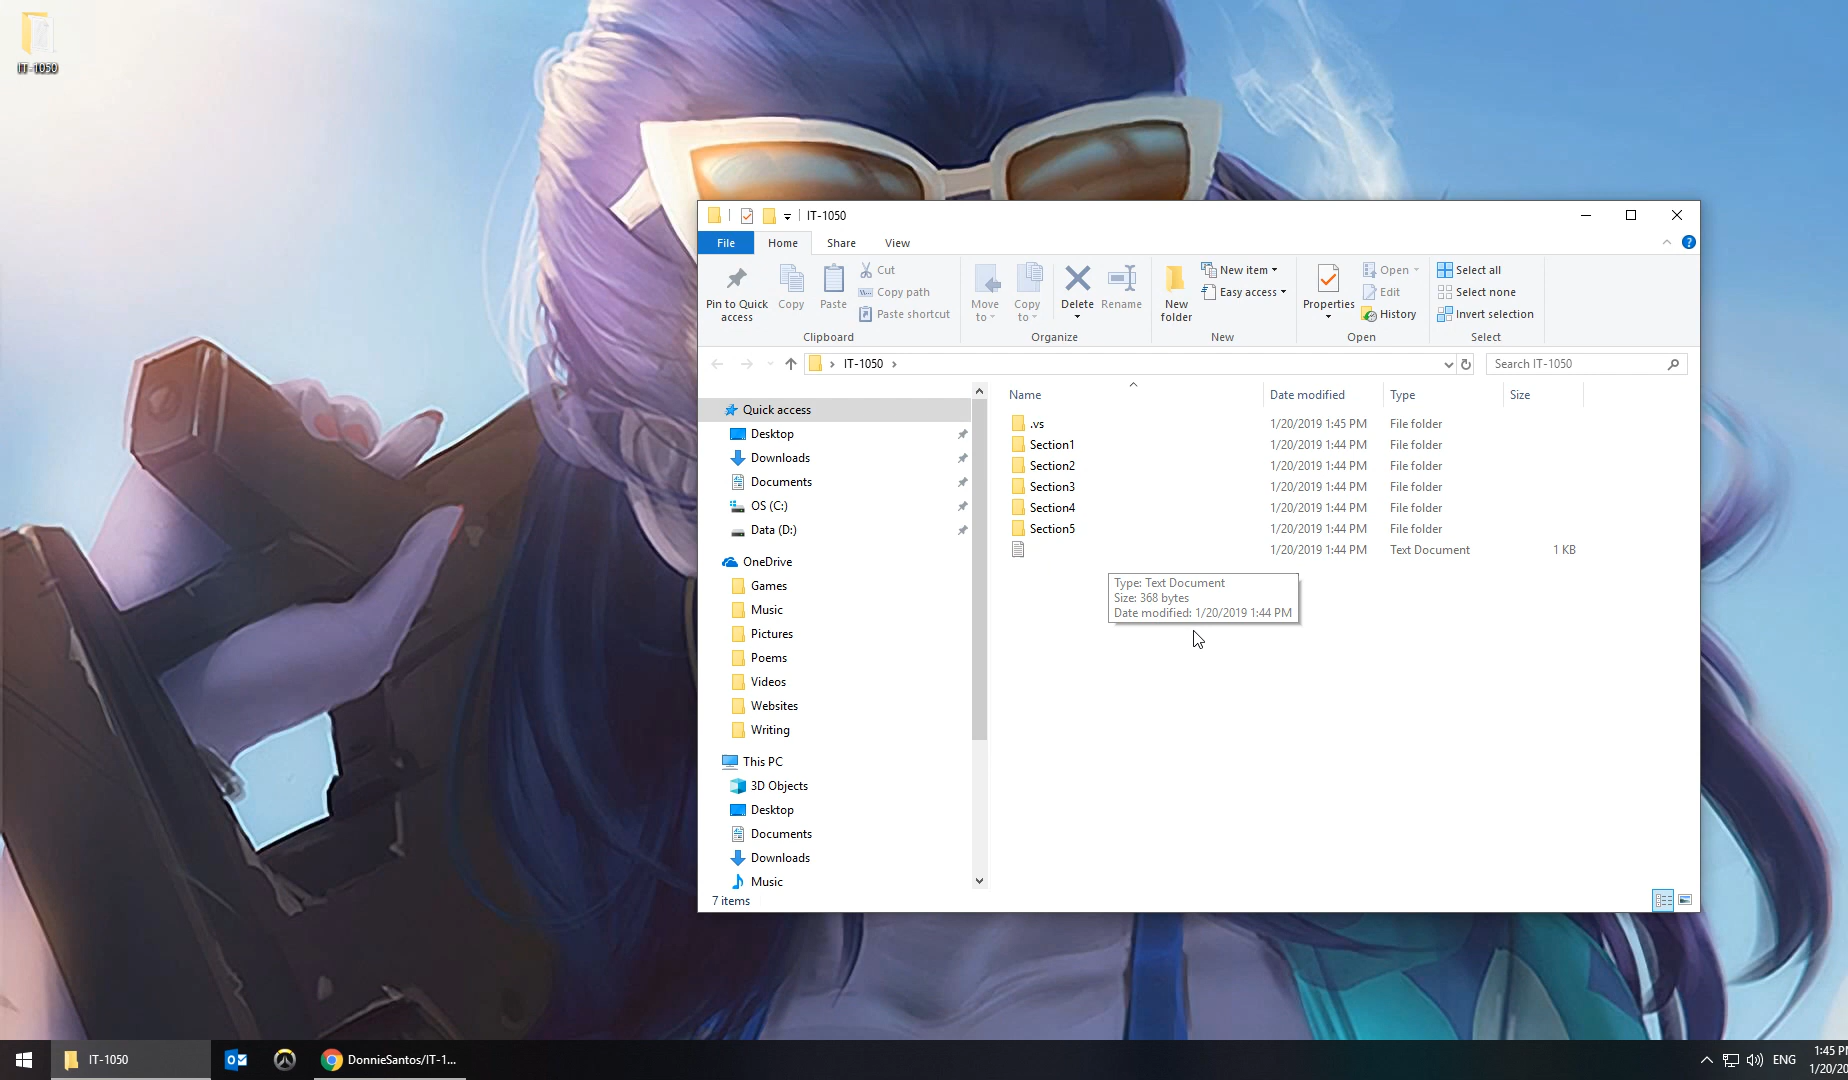 IT-1050
IT-1050
File Home Share View
Pin to Quick access
Copy
Paste
Cut
Copy path
Paste shortcut
Clipboard
Move to
Copy to
Delete
Rename
Organize
New folder
New item
Easy access
New
Properties
Open
Edit
History
Open
Select all
Select none
Invert selection
Select
IT-1050
Search IT-1050
Quick access
Desktop
Downloads
Documents
OS (C:)
Data (D:)
OneDrive
Games
Music
Pictures
Poems
Videos
Websites
Writing
This PC
3D Objects
Desktop
Documents
Downloads
Music
Name Date modified Type Size
.vs 1/20/2019 1:45 PM File folder
Section1 1/20/2019 1:44 PM File folder
Section2 1/20/2019 1:44 PM File folder
Section3 1/20/2019 1:44 PM File folder
Section4 1/20/2019 1:44 PM File folder
Section5 1/20/2019 1:44 PM File folder
1/20/2019 1:44 PM Text Document 1 KB
Type: Text Document
Size: 368 bytes
Date modified: 1/20/2019 1:44 PM
7 items
IT-1050
DonnieSantos/IT-1...
ENG
1:45 P
1/20/20